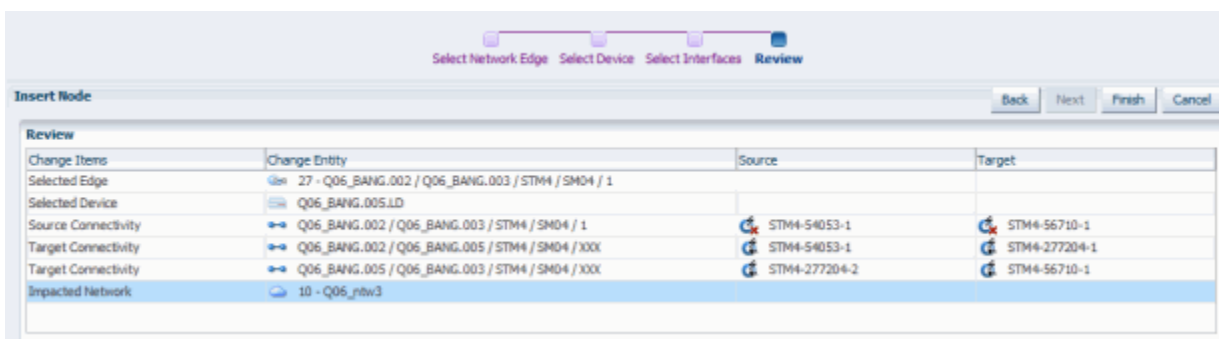 Select Network Edge Select Device Select Interfaces Review
Insert Node Back Next Finish Cancel
Review
Change Items Change Entity Source Target
Selected Edge 27 - Q06_BANG.002 / Q06_BANG.003 / STM4 / SM04 / 1
Selected Device Q06_BANG.005.LD
Source Connectivity Q06_BANG.002 / Q06_BANG.003 / STM4 / SM04 / 1 STM4-54053-1 STM4-56710-1
Target Connectivity Q06_BANG.002 / Q06_BANG.005 / STM4 / SM04 / XXX STM4-54053-1 STM4-277204-1
Target Connectivity Q06_BANG.005 / Q06_BANG.003 / STM4 / SM04 / XXX STM4-277204-2 STM4-56710-1
Impacted Network 10 - Q06_ntw3